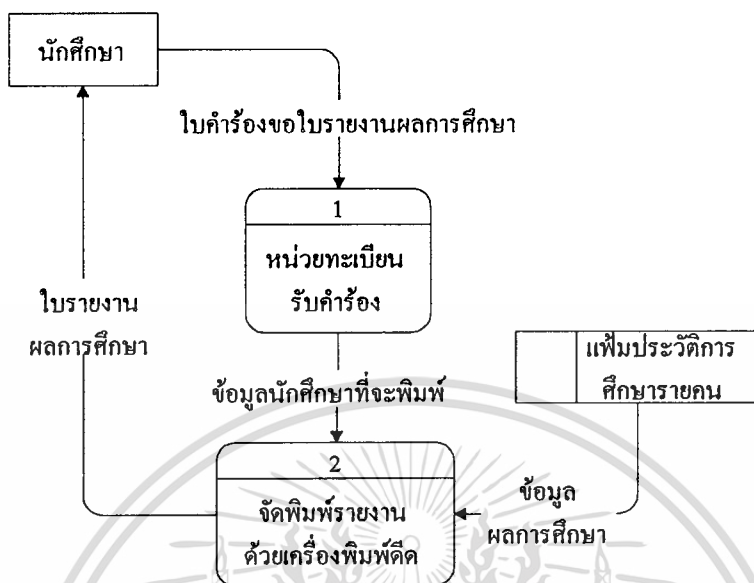 นักศึกษา
ใบคำร้องขอใบรายงานผลการศึกษา
1
หน่วยทะเบียน
รับคำร้อง
ใบรายงาน
ผลการศึกษา
แฟ้มประวัติการ
ศึกษารายคน
ข้อมูลนักศึกษาที่จะพิมพ์
2
จัดพิมพ์รายงาน
ด้วยเครื่องพิมพ์ดีด
ข้อมูล
ผลการศึกษา